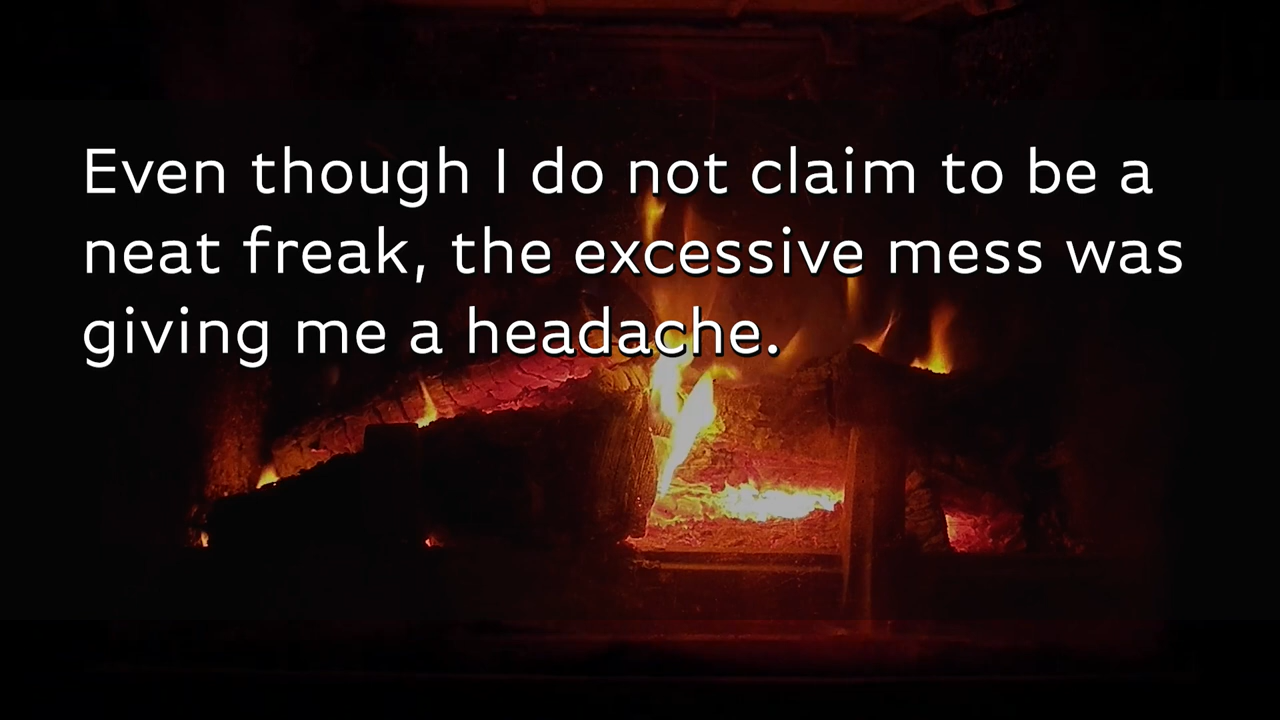 Even though I do not claim to be a
neat freak, the excessive mess was
giving me a headache.